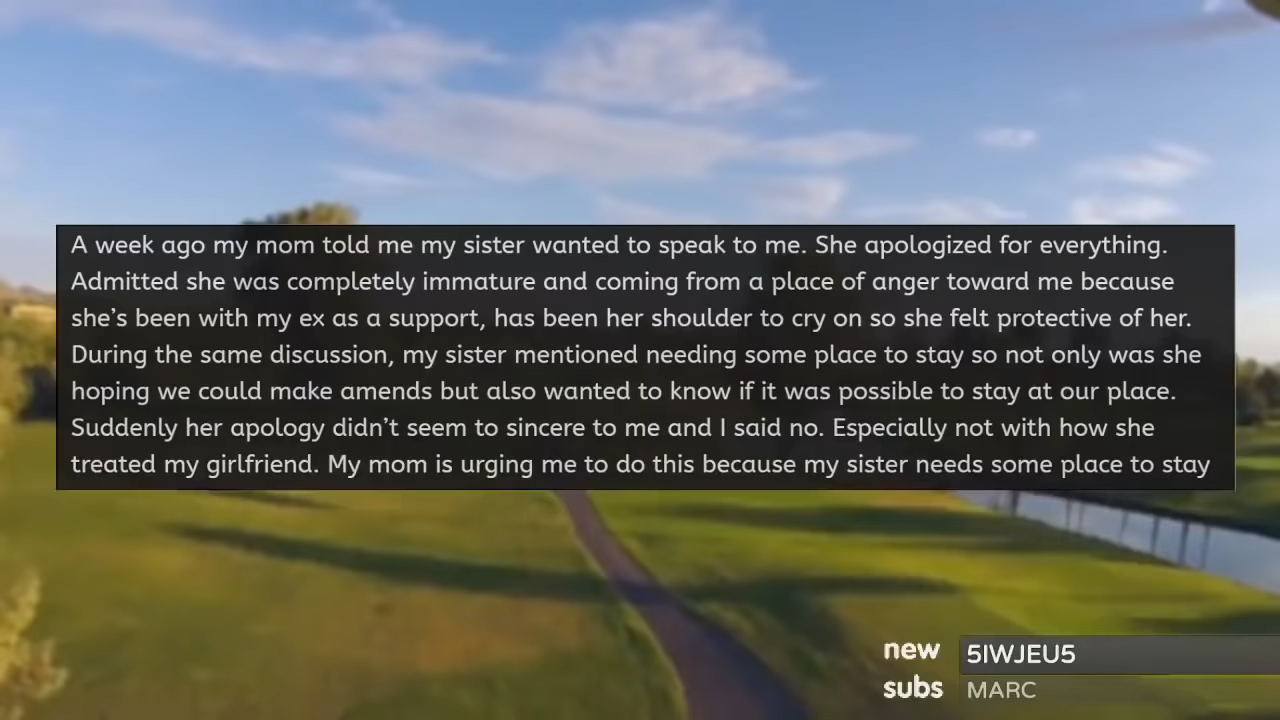 A week ago my mom told me my sister wanted to speak to me. She apologized for everything.
Admitted she was completely immature and coming from a place of anger toward me because
she's been with my ex as a support, has been her shoulder to cry on so she felt protective of her.
During the same discussion, my sister mentioned needing some place to stay so not only was she
hoping we could make amends but also wanted to know if it was possible to stay at our place.
Suddenly her apology didn't seem to sincere to me and I said no. Especially not with how she
treated my girlfriend. My mom is urging me to do this because my sister needs some place to stay
new 5IWJEU5
subs MARC